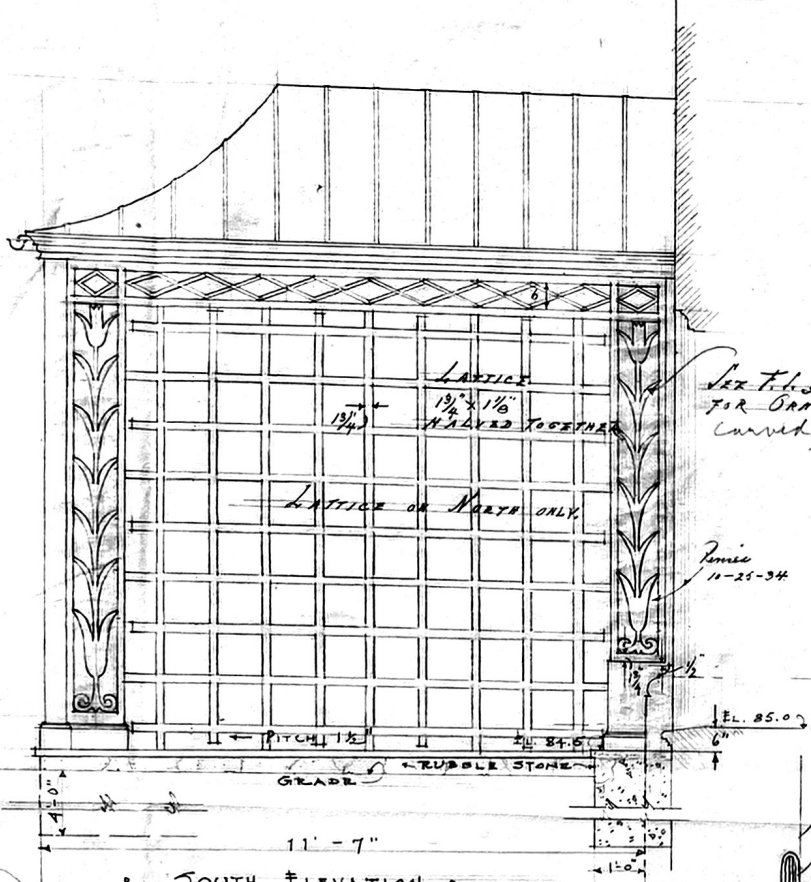 6"
LATTICE
1 3/4" x 1 1/8"
HALVED TOGETHER
1 3/4"
SEE F.S.
FOR
Carved
LATTICE ON NORTH ONLY.
10-25-34
1 3/4"
1/2"
EL. 85.0
6"
PITCH 1½"
EL. 84.5
RUBBLE STONE
GRADE
4'-0"
11' - 7"
1'-0"
SOUTH ELEVATION